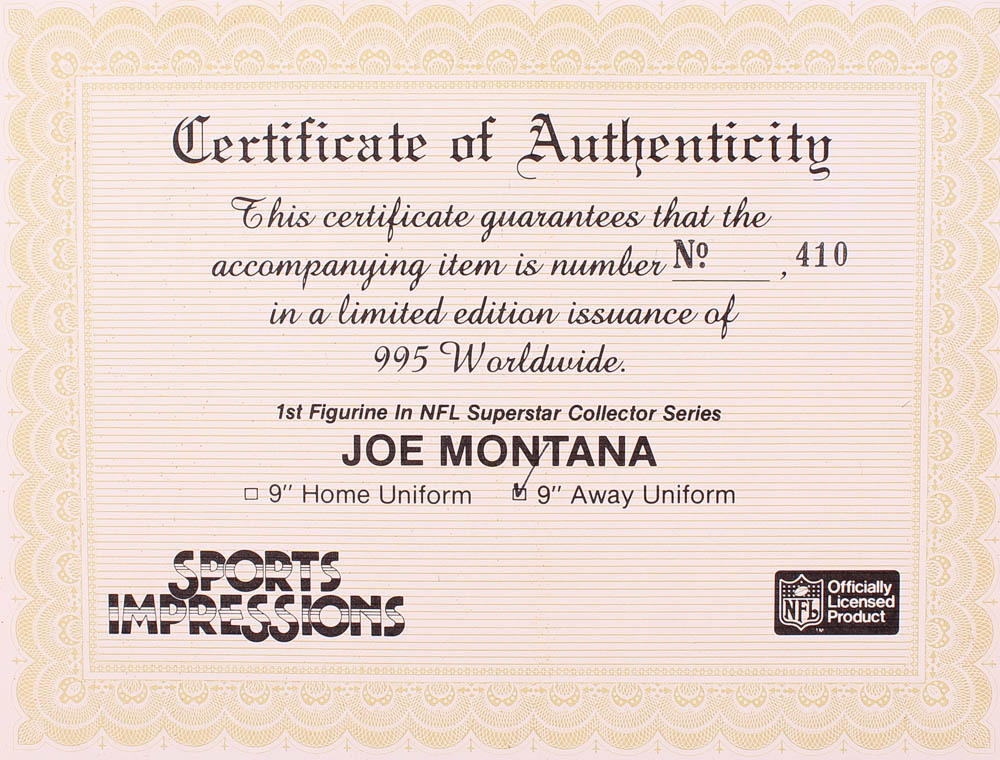 Certificate of Authenticity
This certificate guarantees that the
accompanying item is number Nº ____, 410
in a limited edition issuance of
995 Worldwide.
1st Figurine In NFL Superstar Collector Series
JOE MONTANA
☐ 9" Home Uniform ☑ 9" Away Uniform
SPORTS
IMPRESSIONS
NFL
TM
Officially
Licensed
Product